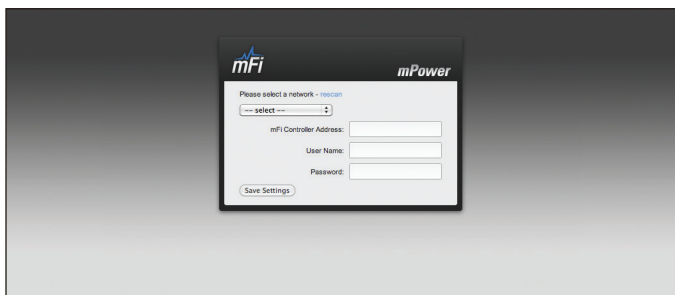 mFi
mPower
Please select a network - rescan
-- select --
mFi Controller Address:
User Name:
Password:
Save Settings